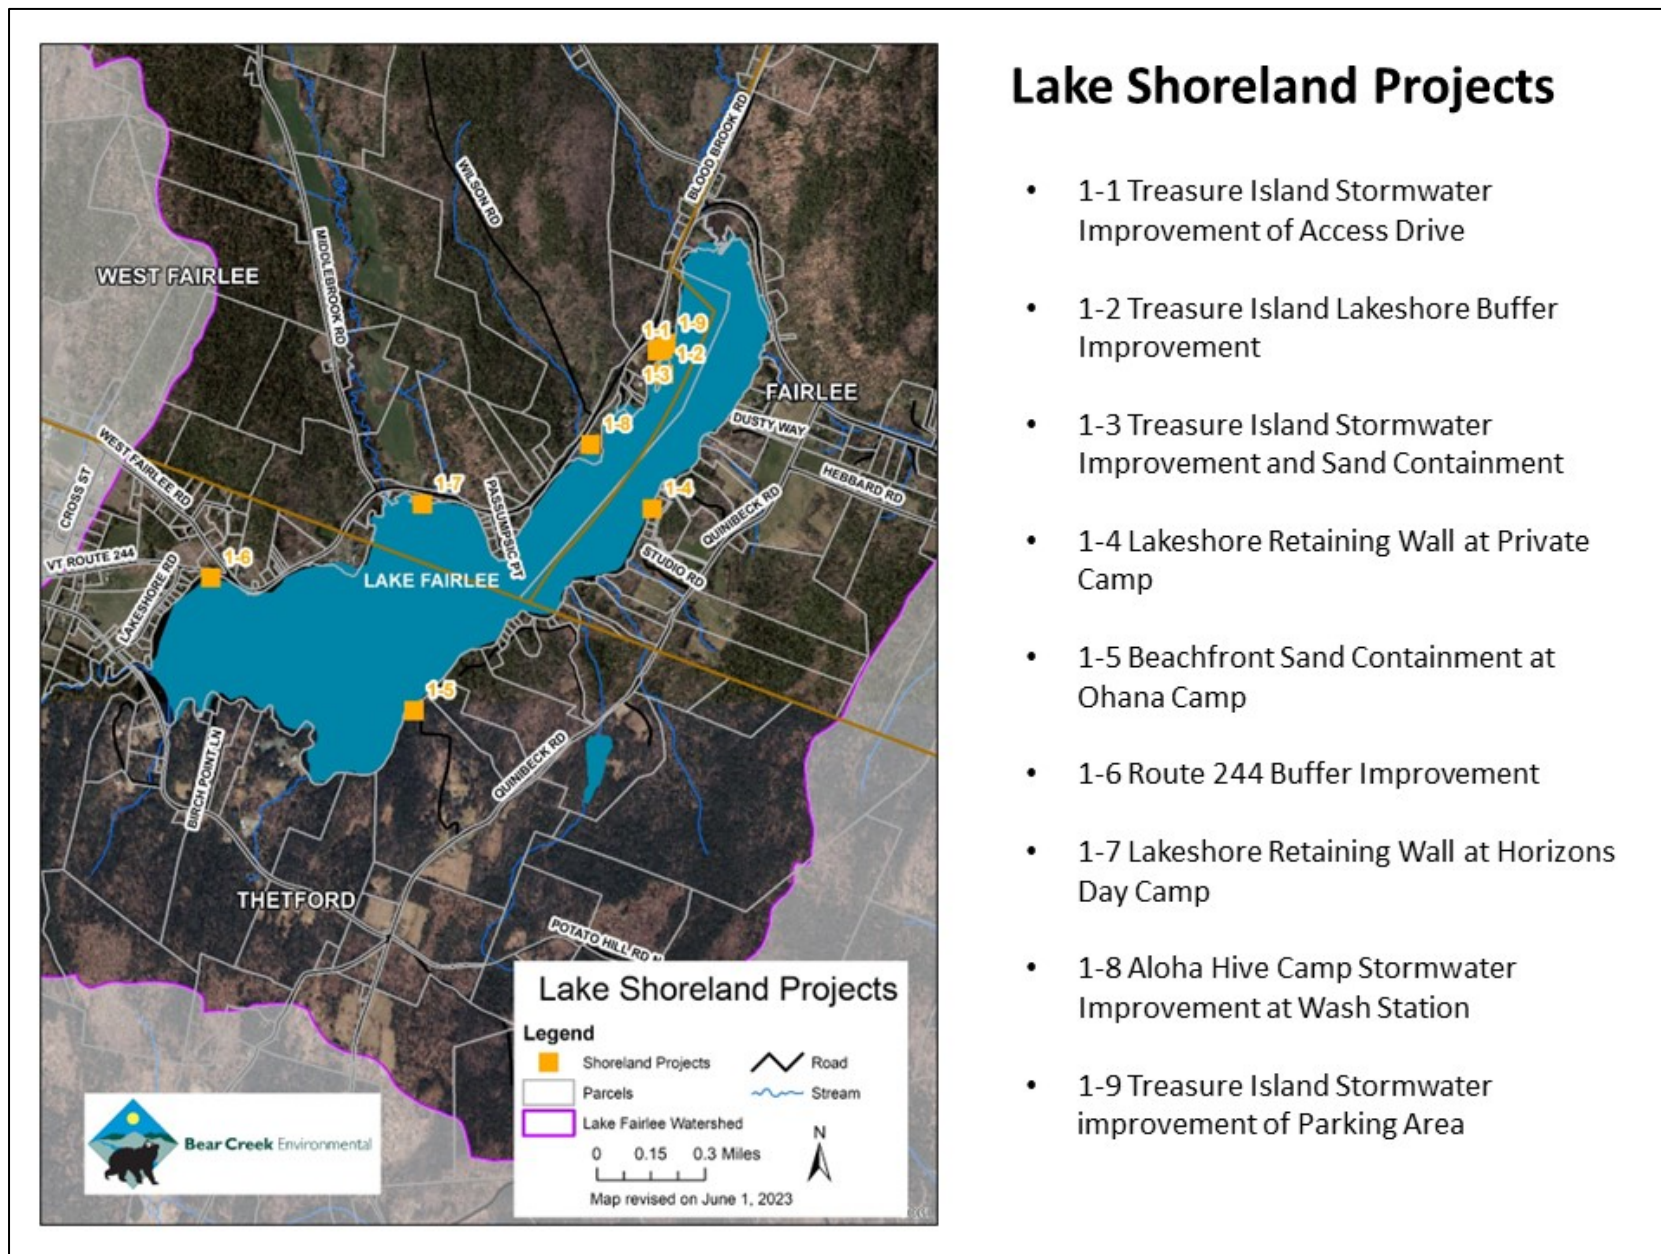 Lake Shoreland Projects
• 1-1 Treasure Island Stormwater
Improvement of Access Drive
• 1-2 Treasure Island Lakeshore Buffer
Improvement
• 1-3 Treasure Island Stormwater
Improvement and Sand Containment
• 1-4 Lakeshore Retaining Wall at Private
Camp
• 1-5 Beachfront Sand Containment at
Ohana Camp
• 1-6 Route 244 Buffer Improvement
• 1-7 Lakeshore Retaining Wall at Horizons
Day Camp
• 1-8 Aloha Hive Camp Stormwater
Improvement at Wash Station
• 1-9 Treasure Island Stormwater
improvement of Parking Area
BLOOD BROOK RD
WILSON RD
MIDDLEBROOK RD
WEST FAIRLEE
1-1
1-9
1-2
1-3
FAIRLEE
DUSTY WAY
1-8
HEBBARD RD
WEST FAIRLEE RD
CROSS ST
1-7
PASSUMPSIC PT
1-4
QUINIBECK RD
VT ROUTE 244
1-6
LAKESHORE RD
LAKE FAIRLEE
STUDIO RD
1-5
BIRCH POINT LN
QUINIBECK RD
THETFORD
POTATO HILL RD N
Lake Shoreland Projects
Legend
Shoreland Projects
Road
Parcels
Stream
Lake Fairlee Watershed
0 0.15 0.3 Miles
N
Map revised on June 1, 2023
Bear Creek Environmental